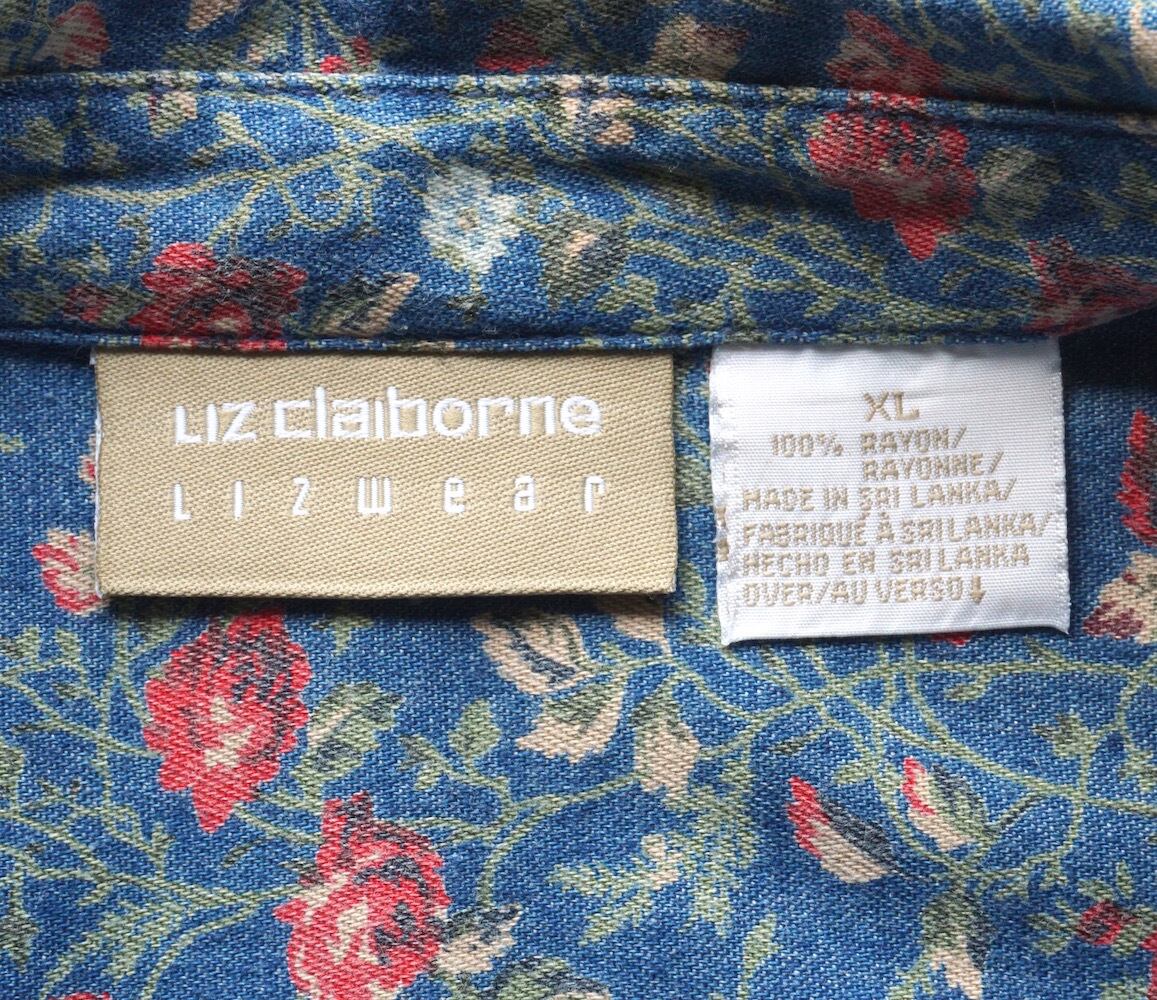 Liz claiborne
Lizwear
XL
100% RAYON/
RAYONNE/
MADE IN SRI LANKA/
FABRIQUÉ À SRI LANKA/
HECHO EN SRI LANKA
OVER/AU VERSO↓